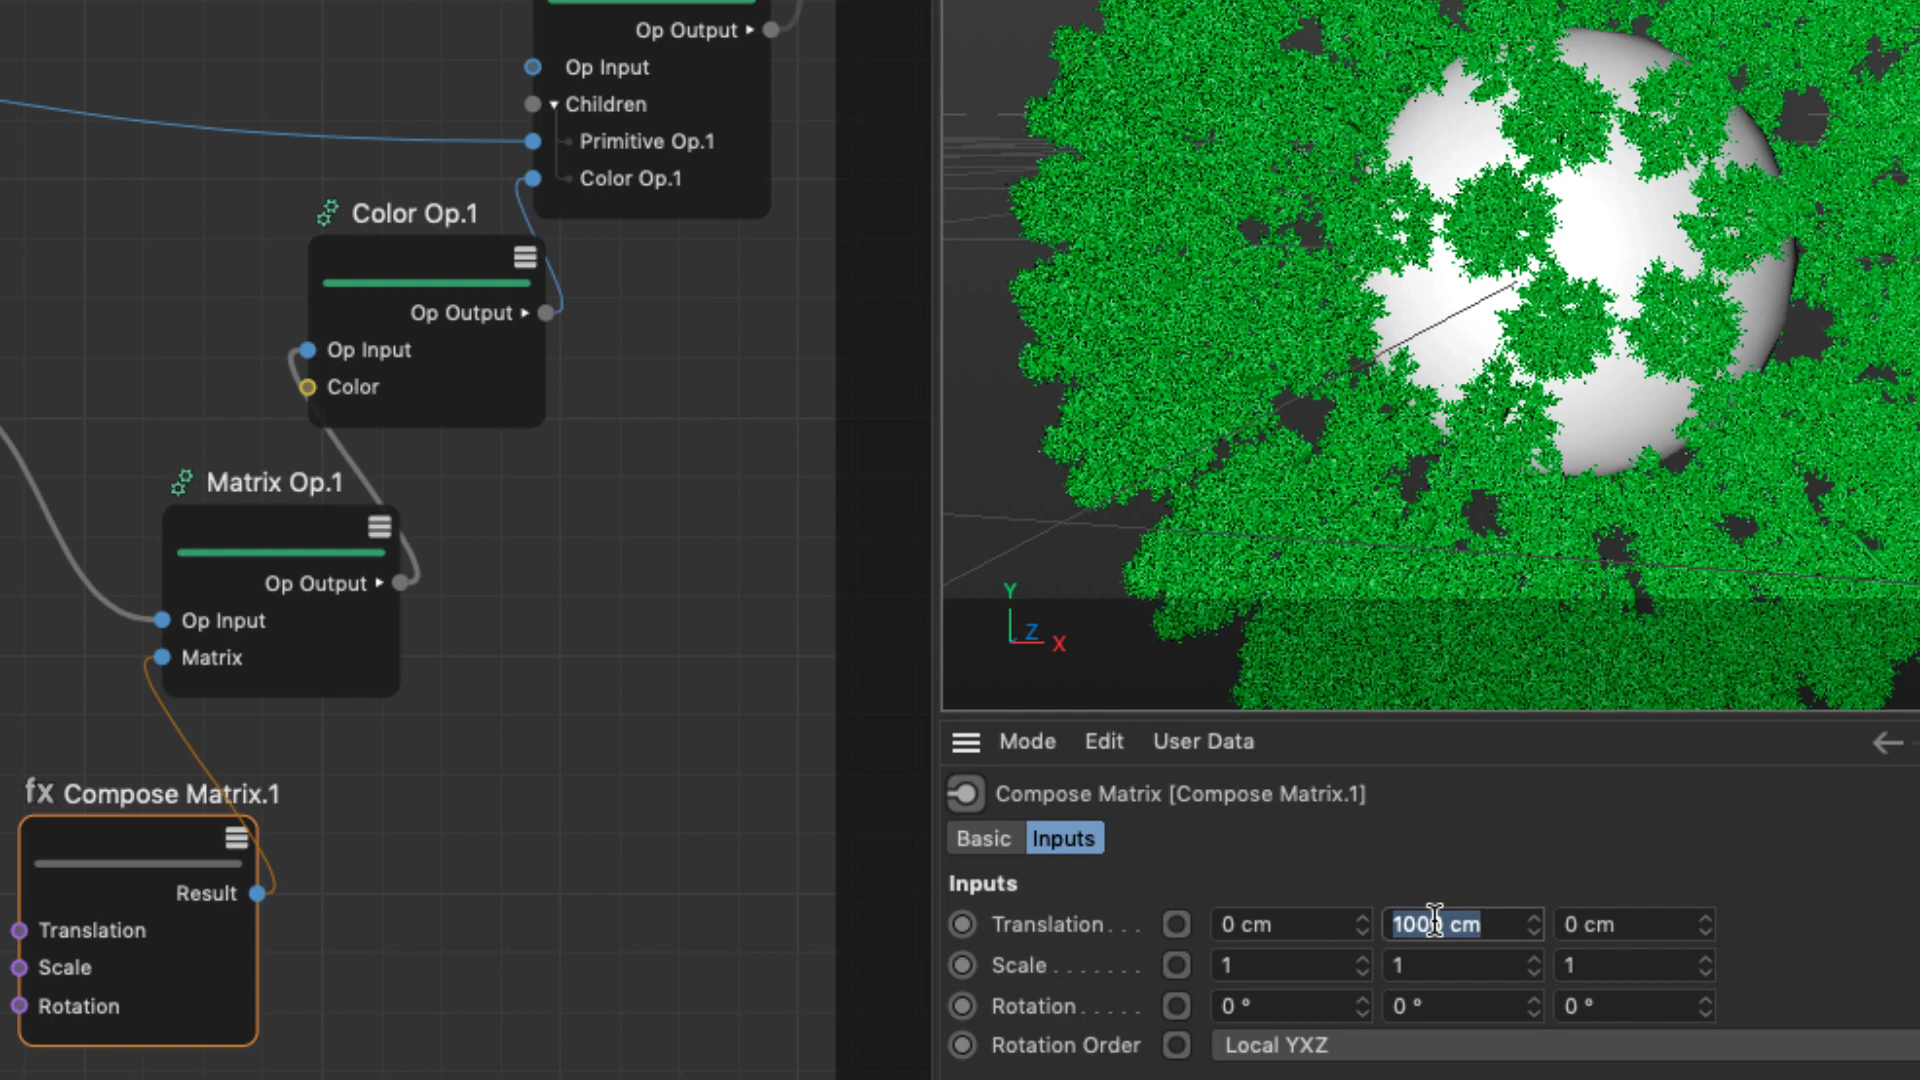 Op Output
Op Input
Children
Primitive Op.1
Color Op.1
Color Op.1
Op Output
Op Input
Color
Matrix Op.1
Op Output
Op Input
Matrix
fx Compose Matrix.1
Result
Translation
Scale
Rotation
Y
Z
X
Mode Edit User Data
Compose Matrix [Compose Matrix.1]
Basic Inputs
Inputs
Translation . . . 0 cm cm 0 cm
Scale . . . . . . . 1 1 1
Rotation . . . . . 0 ° 0 ° 0 °
Rotation Order Local YXZ